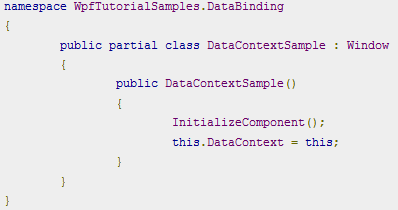 namespace WpfTutorialSamples.DataBinding
{
public partial class DataContextSample : Window
{
public DataContextSample()
{
InitializeComponent();
this.DataContext = this;
}
}
}